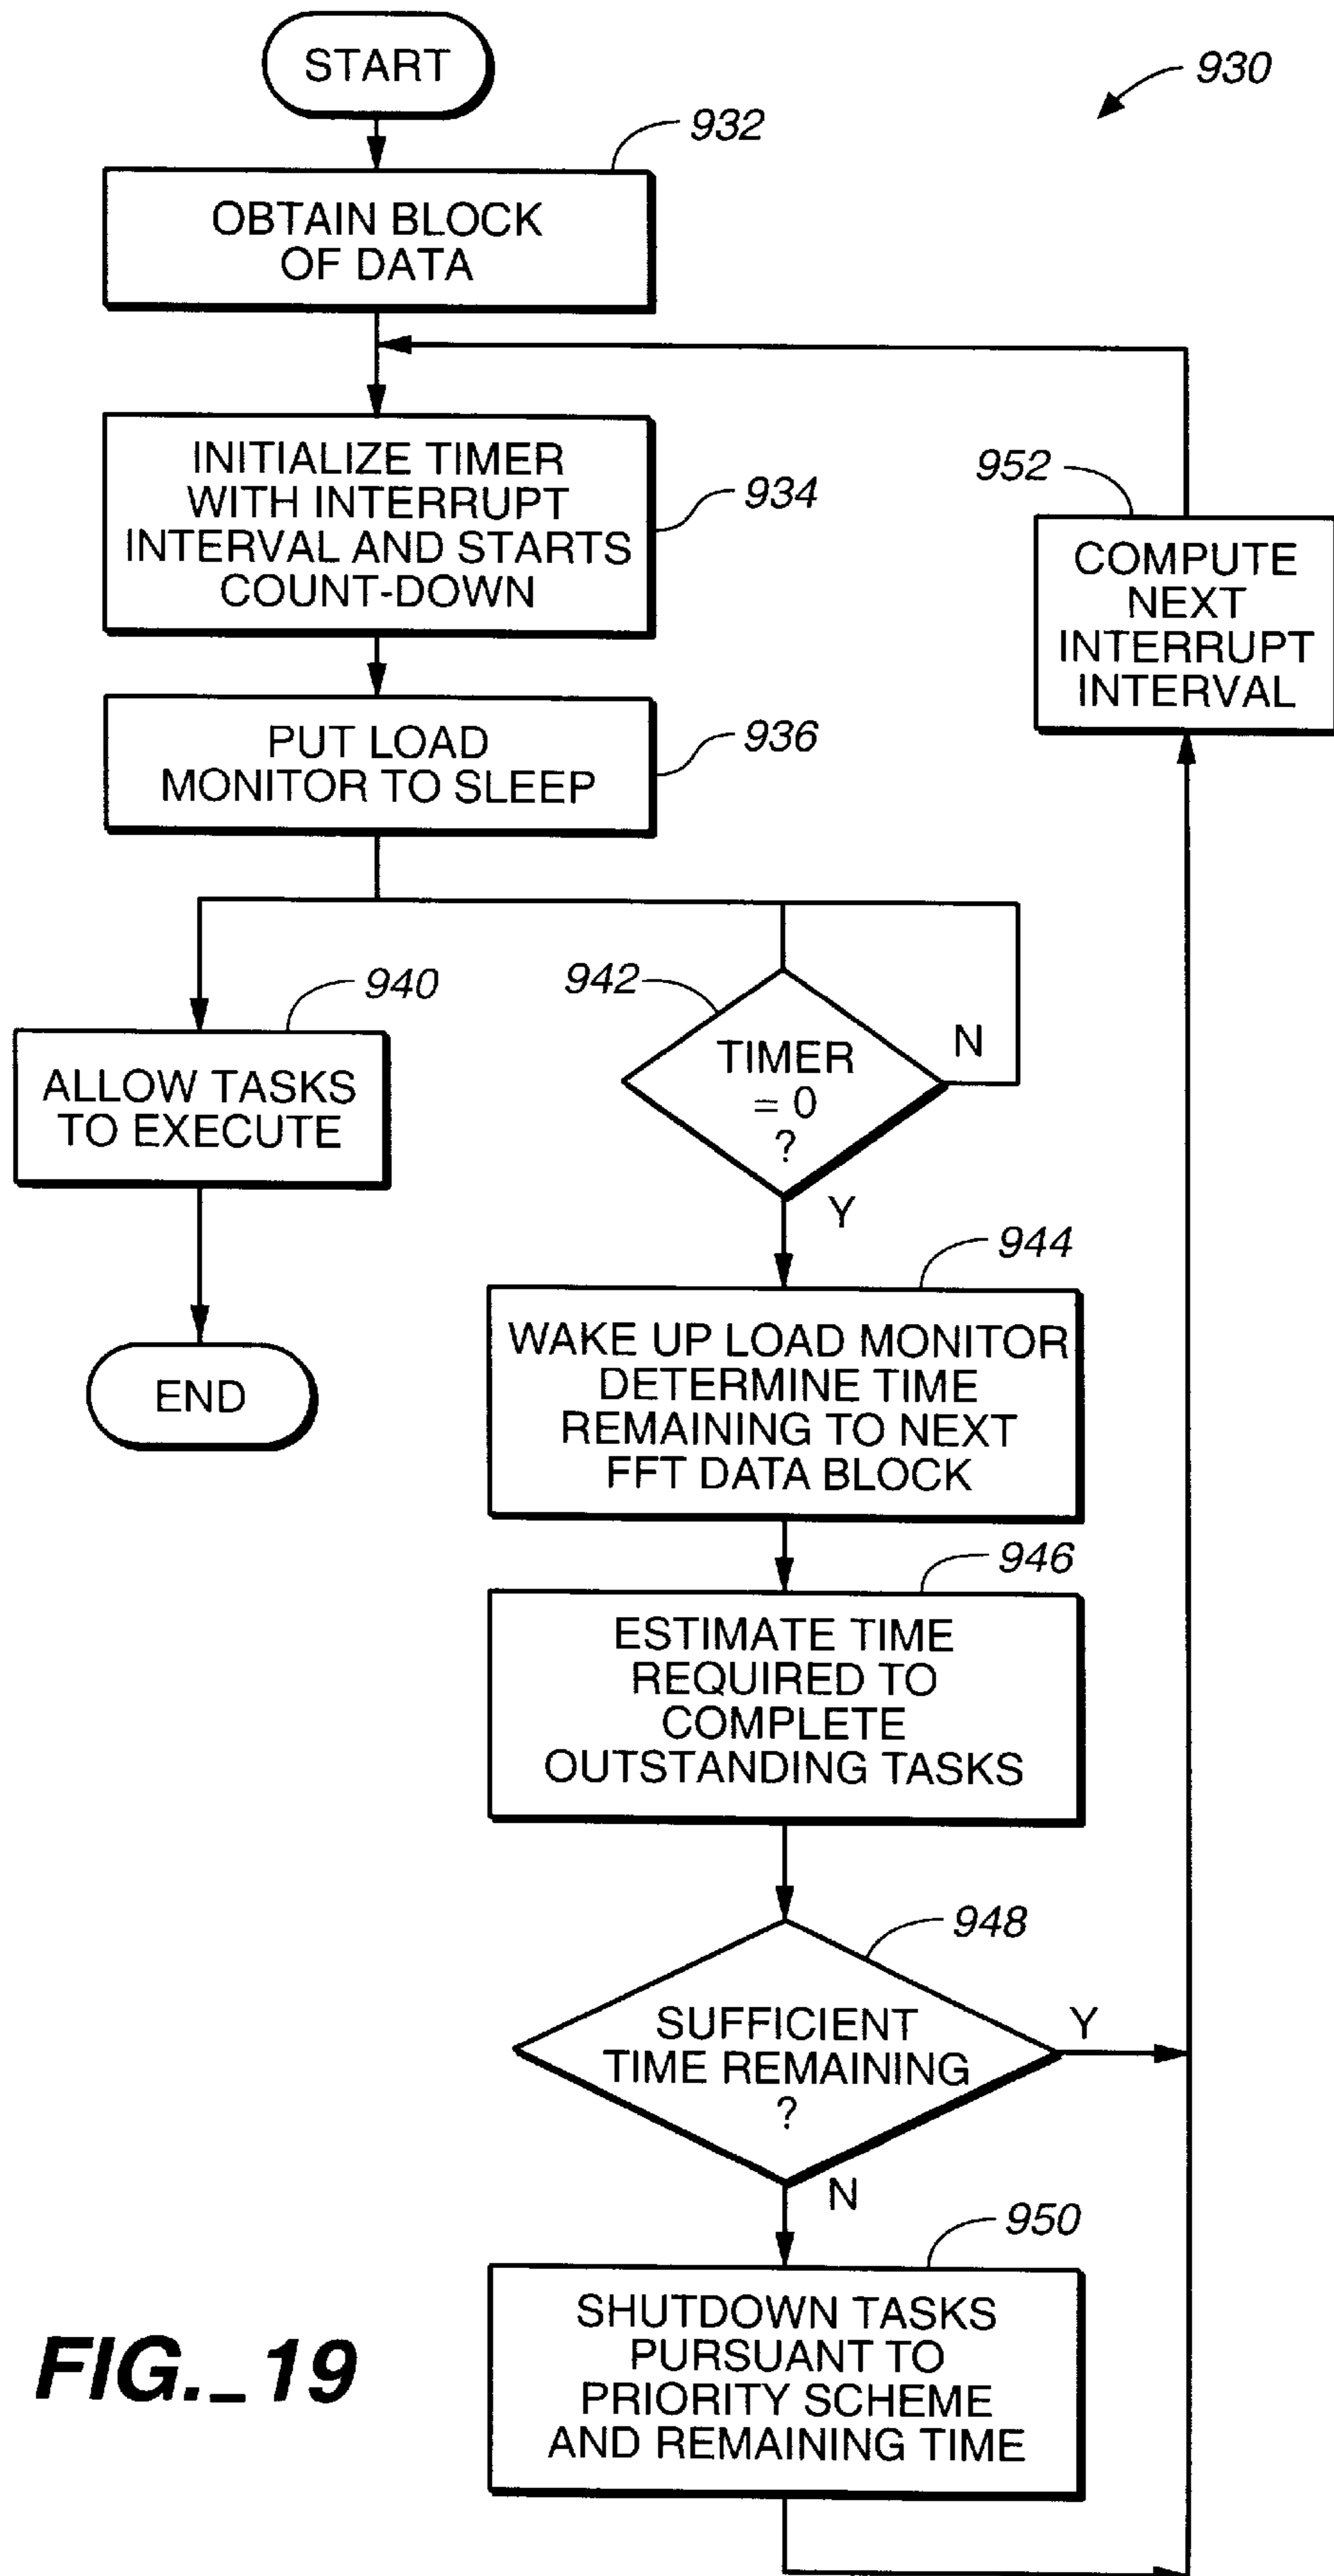 START
930
932
OBTAIN BLOCK
OF DATA
INITIALIZE TIMER
WITH INTERRUPT
INTERVAL AND STARTS
COUNT-DOWN
934
952
COMPUTE
NEXT
INTERRUPT
INTERVAL
PUT LOAD
MONITOR TO SLEEP
936
940
ALLOW TASKS
TO EXECUTE
END
942
TIMER
= 0
?
N
Y
944
WAKE UP LOAD MONITOR
DETERMINE TIME
REMAINING TO NEXT
FFT DATA BLOCK
946
ESTIMATE TIME
REQUIRED TO
COMPLETE
OUTSTANDING TASKS
948
SUFFICIENT
TIME REMAINING
?
Y
N
950
SHUTDOWN TASKS
PURSUANT TO
PRIORITY SCHEME
AND REMAINING TIME
FIG._19